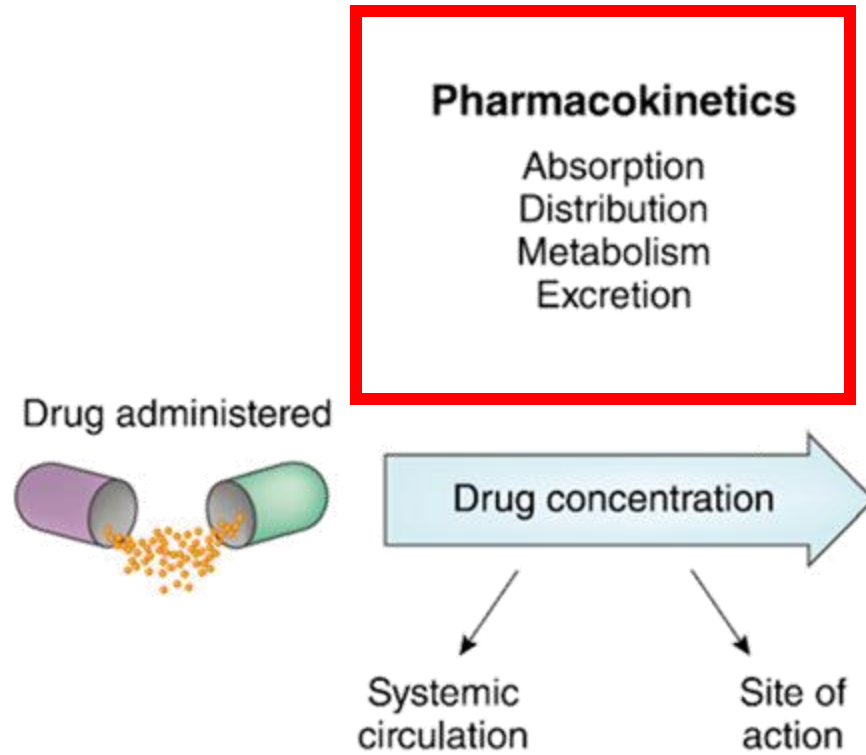 Pharmacokinetics
Absorption
Distribution
Metabolism
Excretion
Drug administered
Drug concentration
Systemic
circulation
Site of
action